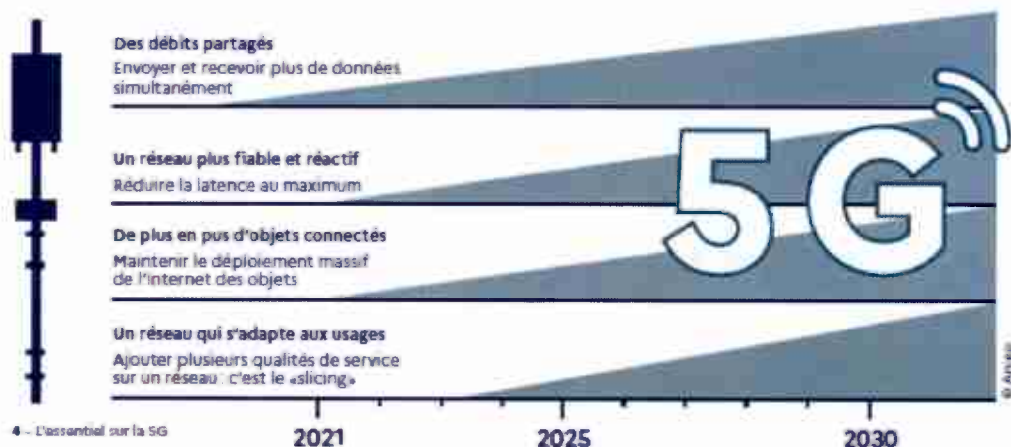 Des débits partagés
Envoyer et recevoir plus de données
simultanément
Un réseau plus fiable et réactif
Réduire la latence au maximum
De plus en pus d'objets connectés
Maintenir le déploiement massif
de l'internet des objets
Un réseau qui s'adapte aux usages
Ajouter plusieurs qualités de service
sur un réseau : c'est le «slicing»
5G
2021
2025
2030
4 – L'essentiel sur la 5G